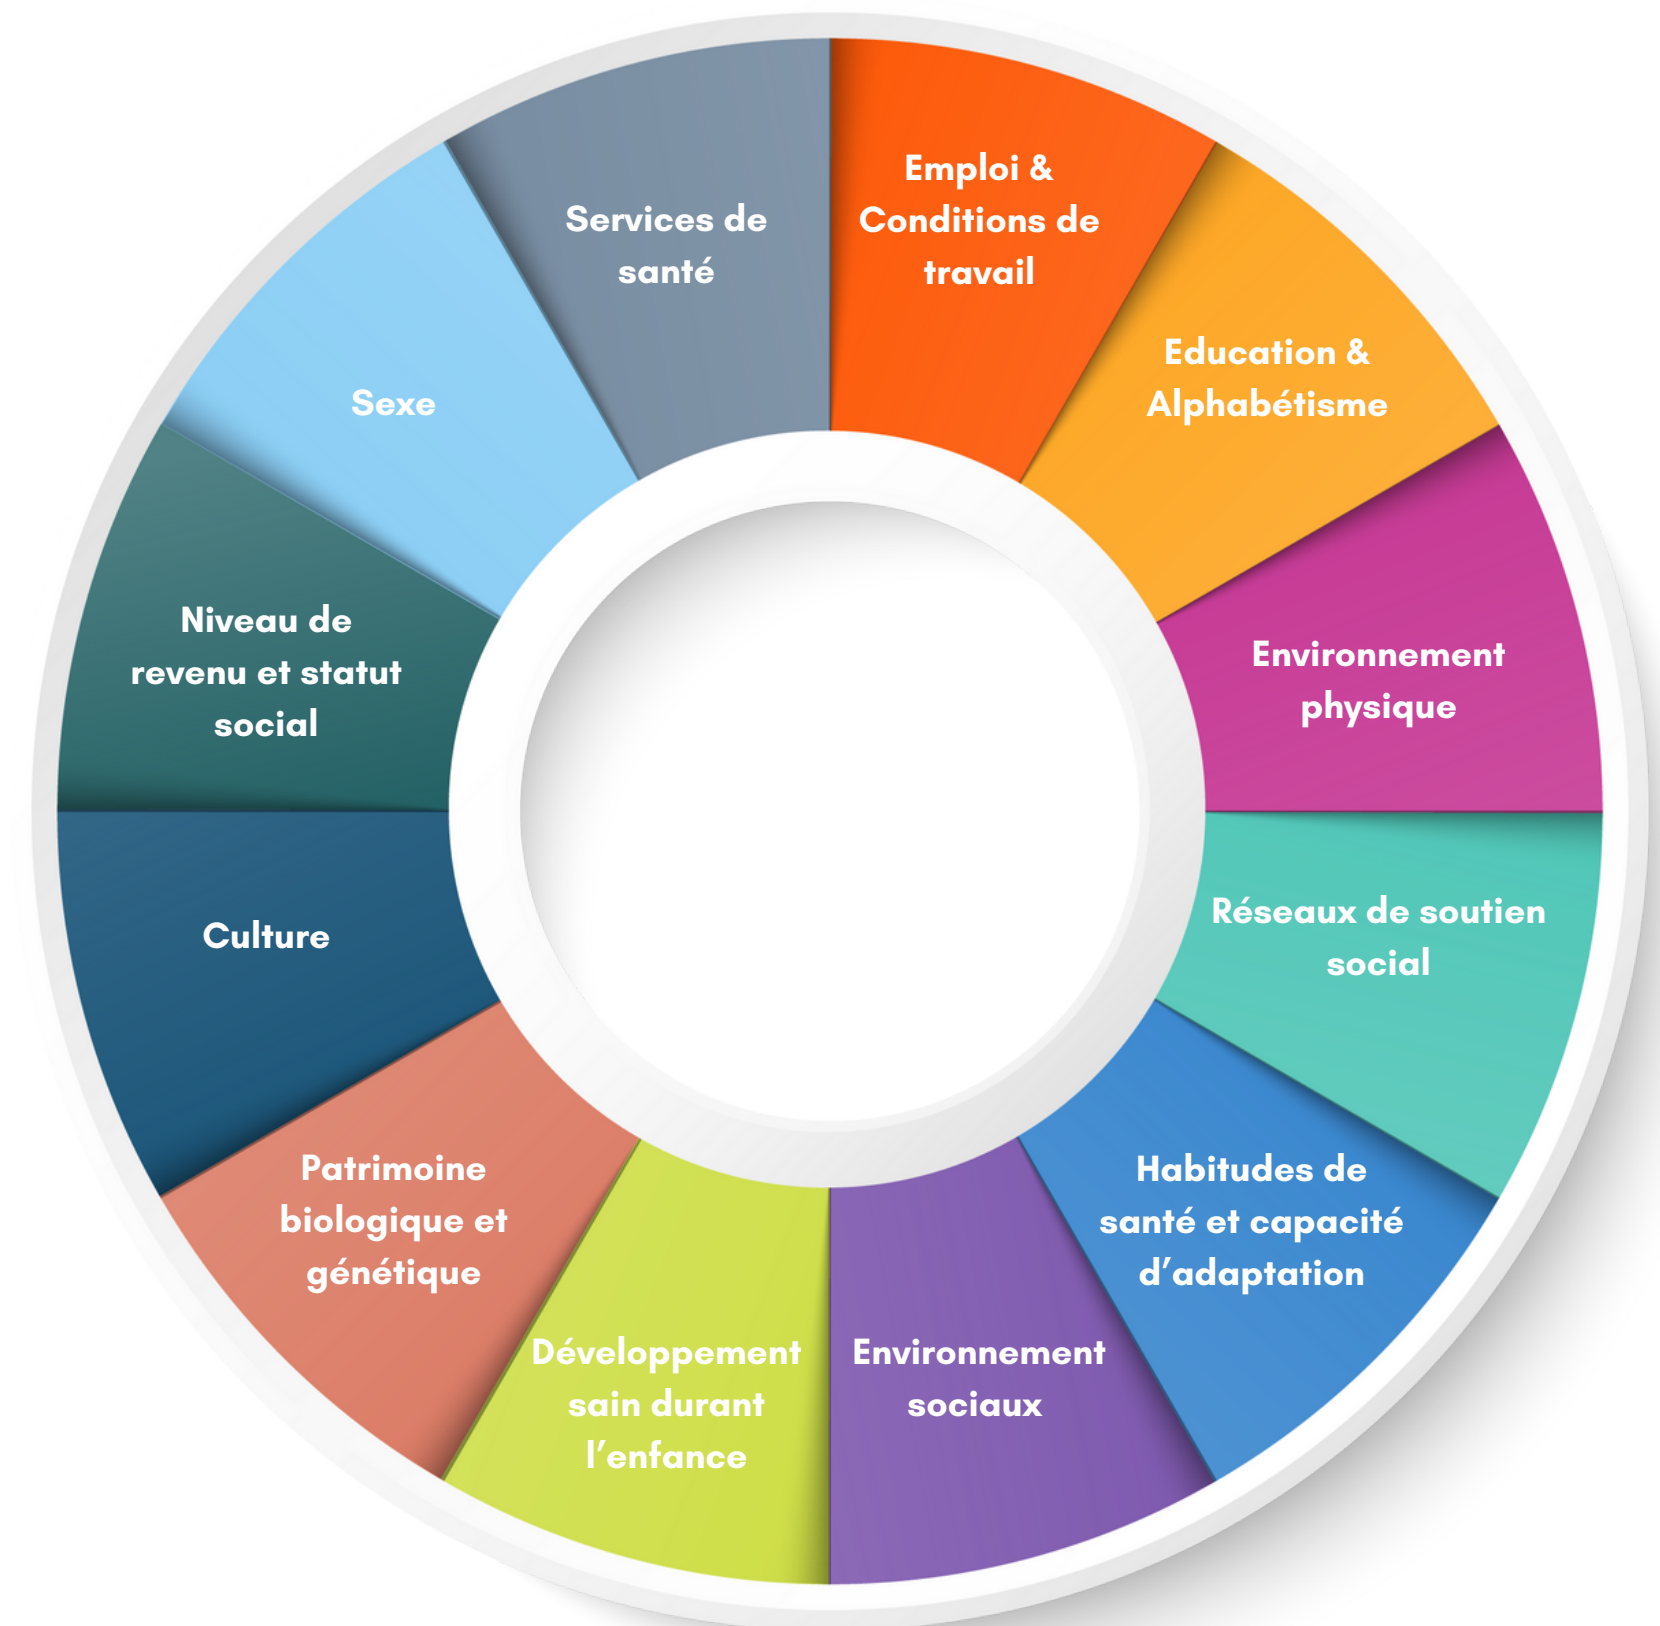 Emploi &
Conditions de
travail
Education &
Alphabétisme
Environnement
physique
Réseaux de soutien
social
Habitudes de
santé et capacité
d'adaptation
Environnement
sociaux
Développement
sain durant
l'enfance
Patrimoine
biologique et
génétique
Culture
Niveau de
revenu et statut
social
Sexe
Services de
santé